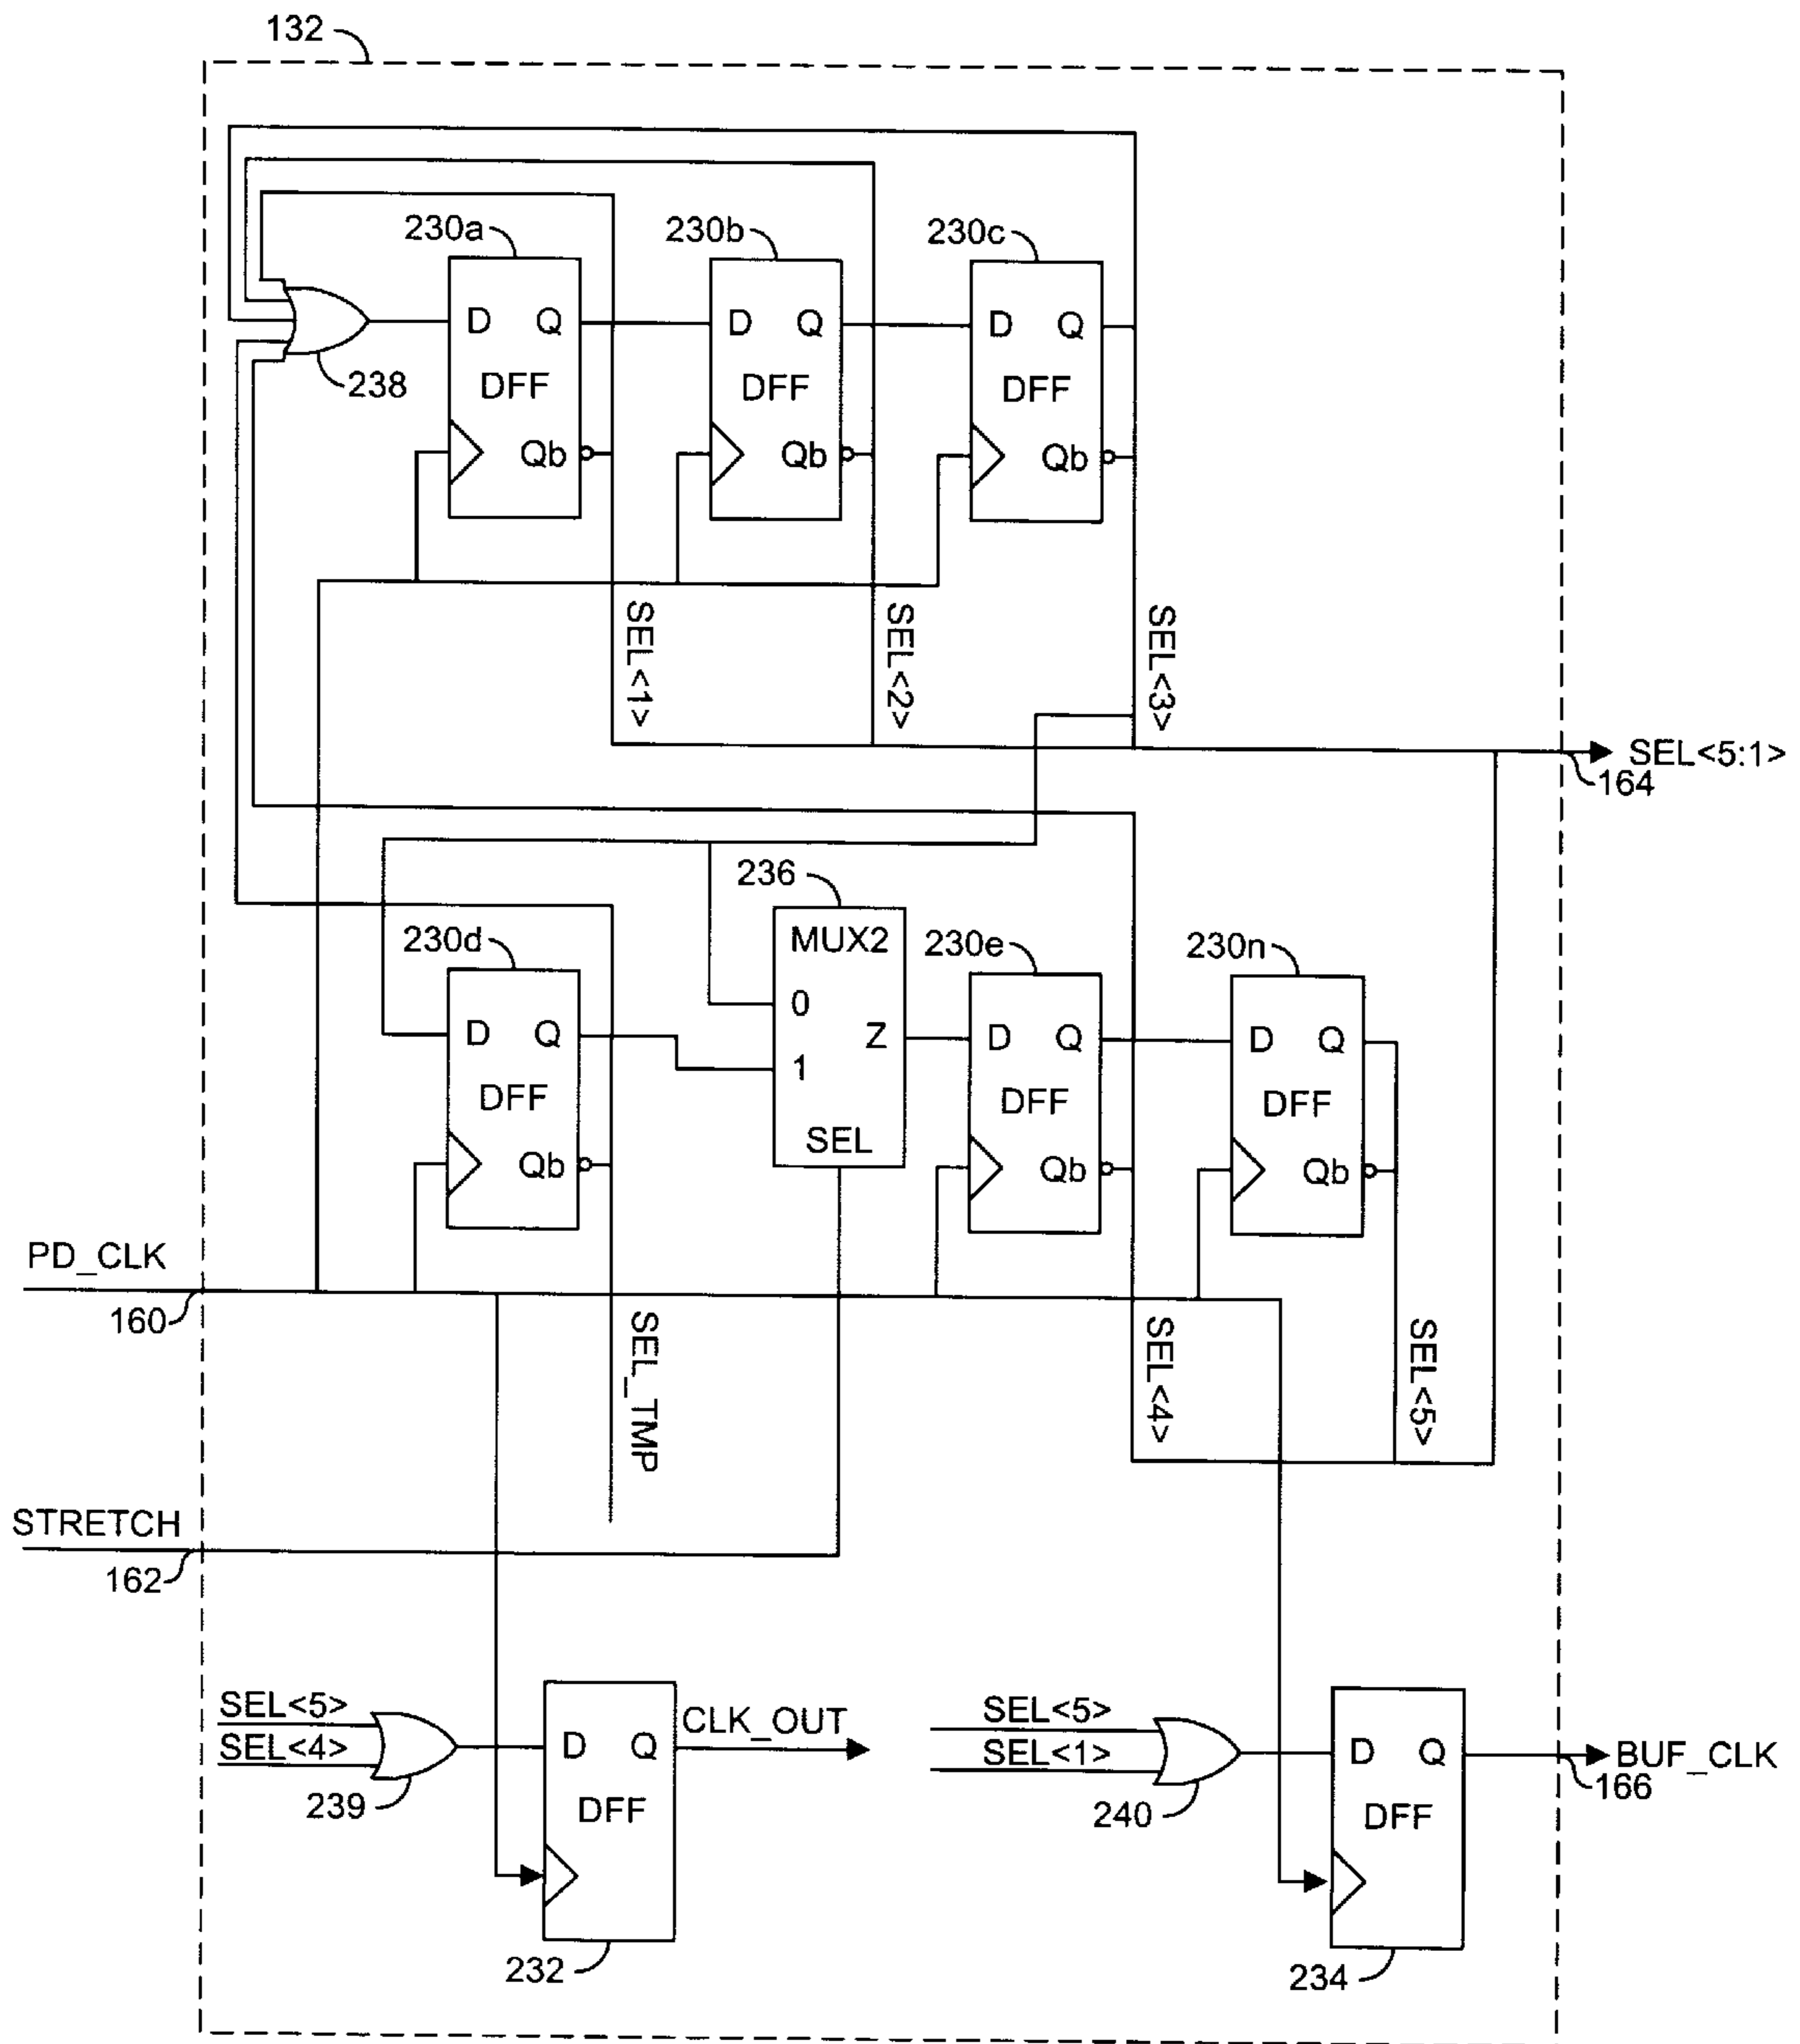 132
230a
230b
230c
D Q
DFF
Qb
D Q
DFF
Qb
D Q
DFF
Qb
238
SEL<1>
SEL<2>
SEL<3>
SEL<5:1>
164
236
230d
230e
230n
D Q
DFF
Qb
MUX2
0
1
Z
SEL
D Q
DFF
Qb
D Q
DFF
Qb
PD_CLK
160
SEL_TMP
SEL<4>
SEL<5>
STRETCH
162
SEL<5>
SEL<4>
239
D Q
DFF
CLK_OUT
232
SEL<5>
SEL<1>
240
D Q
DFF
BUF_CLK
166
234